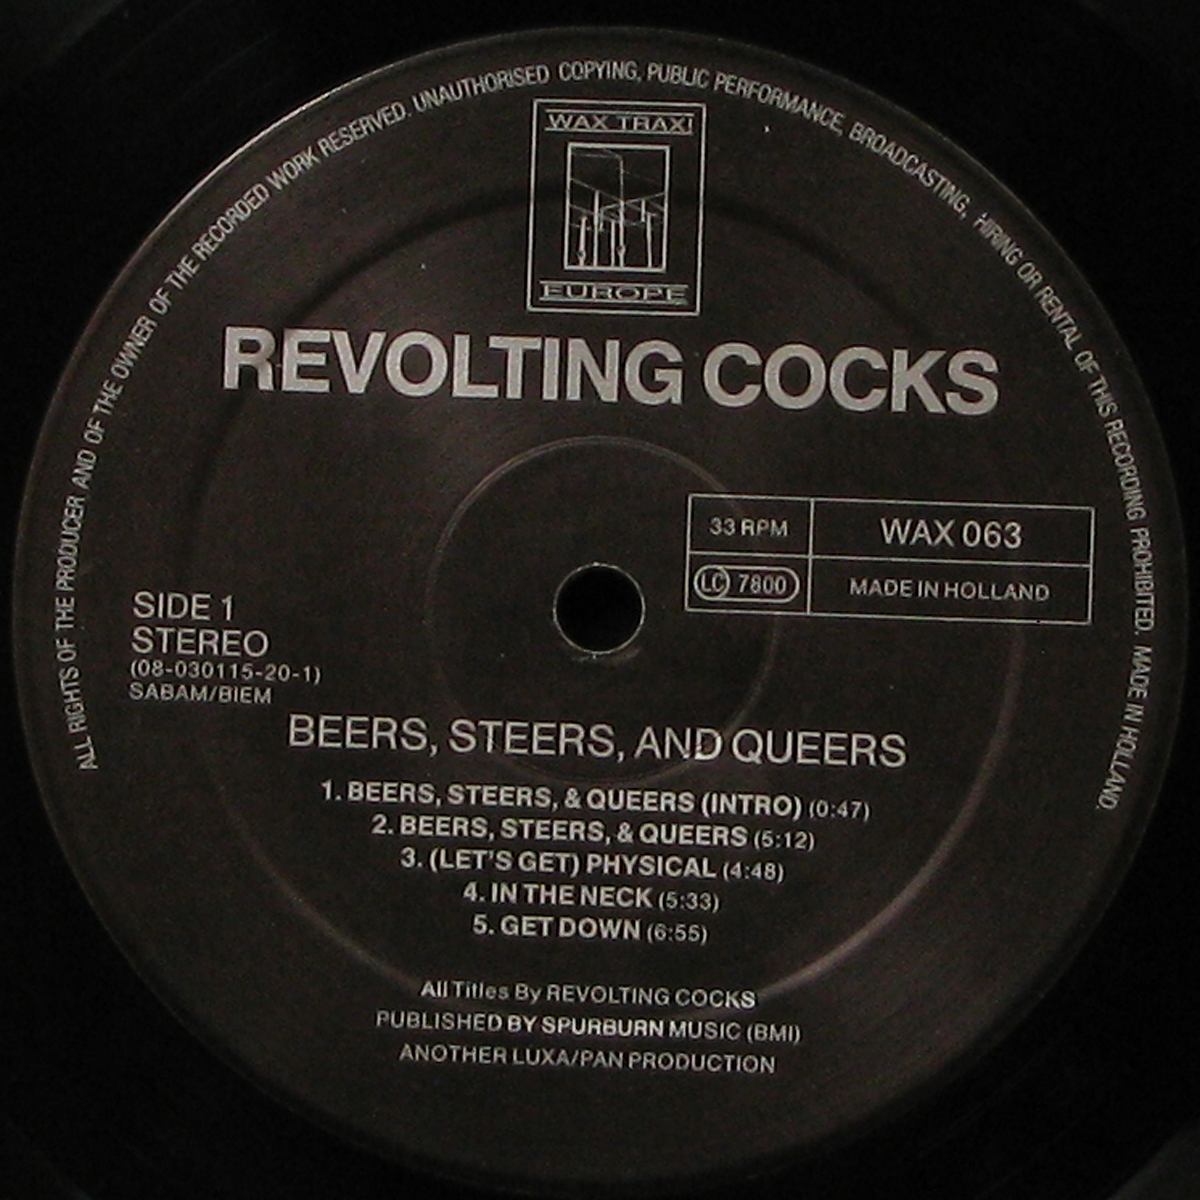 ALL RIGHTS OF THE PRODUCER AND OF THE OWNER OF THE RECORDED WORK RESERVED. UNAUTHORISED COPYING, PUBLIC PERFORMANCE, BROADCASTING, HIRING OR RENTAL OF THIS RECORDING PROHIBITED. MADE IN HOLLAND.
WAX TRAX!
EUROPE
REVOLTING COCKS
33 RPM
WAX 063
LC 7800
MADE IN HOLLAND
SIDE 1
STEREO
(08-030115-20-1)
SABAM/BIEM
BEERS, STEERS, AND QUEERS
1. BEERS, STEERS, & QUEERS (INTRO) (0:47)
2. BEERS, STEERS, & QUEERS (5:12)
3. (LET'S GET) PHYSICAL (4:48)
4. IN THE NECK (5:33)
5. GET DOWN (6:55)
All Titles By REVOLTING COCKS
PUBLISHED BY SPURBURN MUSIC (BMI)
ANOTHER LUXA/PAN PRODUCTION